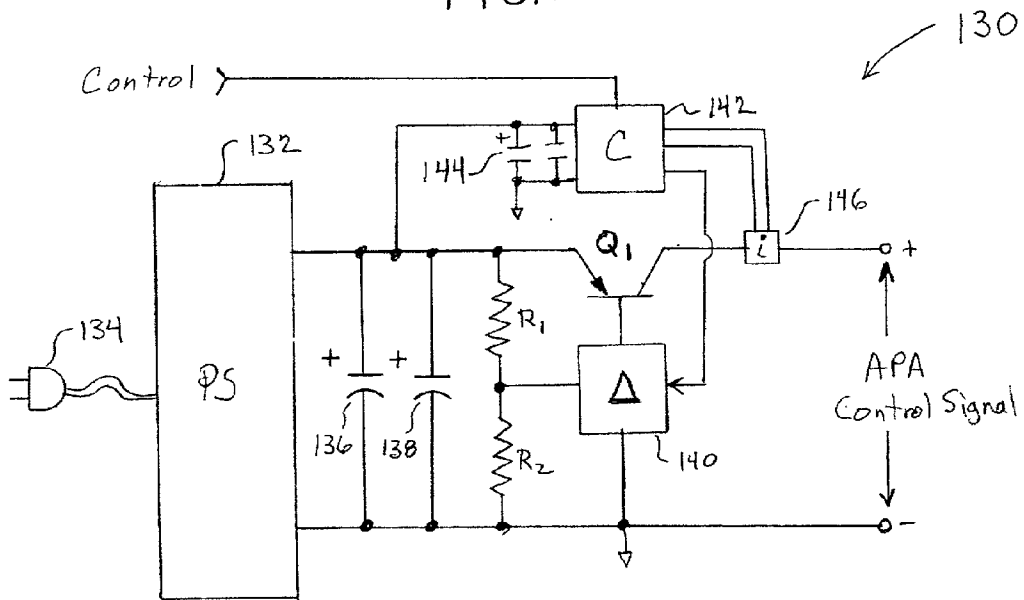 130
Control
142
C
144
132
146
Q1
i
+
134
R1
PS
+ +
Δ
APA
Control Signal
136
138
R2
140
-